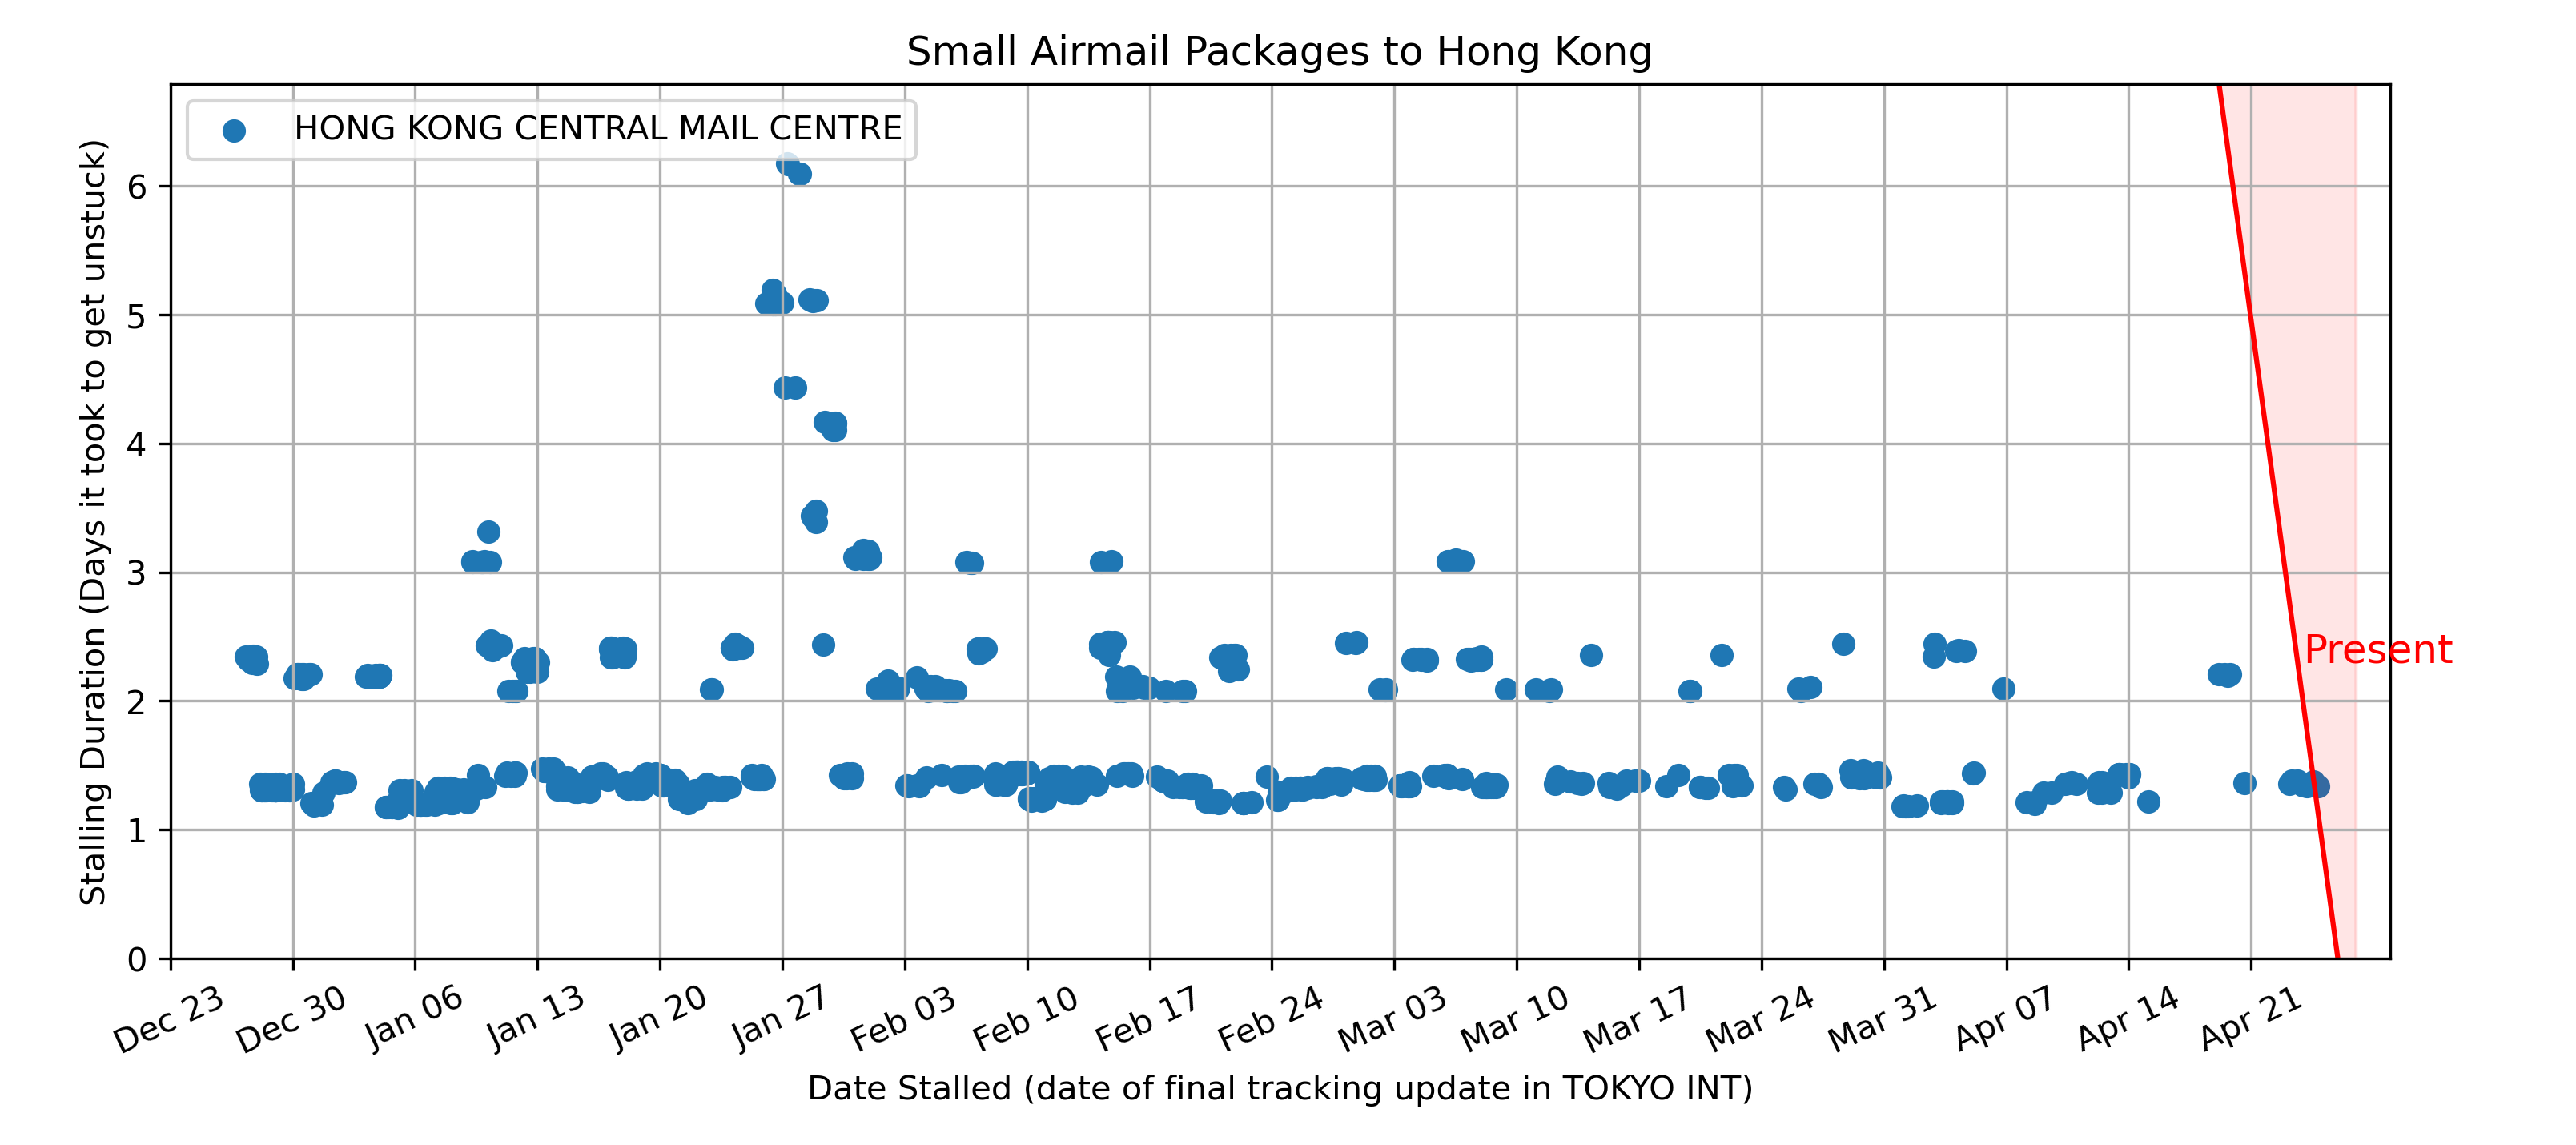 Small Airmail Packages to Hong Kong
HONG KONG CENTRAL MAIL CENTRE
Stalling Duration (Days it took to get unstuck)
6
5
4
3
2
1
0
Present
Dec 23
Dec 30
Jan 06
Jan 13
Jan 20
Jan 27
Feb 03
Feb 10
Feb 17
Feb 24
Mar 03
Mar 10
Mar 17
Mar 24
Mar 31
Apr 07
Apr 14
Apr 21
Date Stalled (date of final tracking update in TOKYO INT)